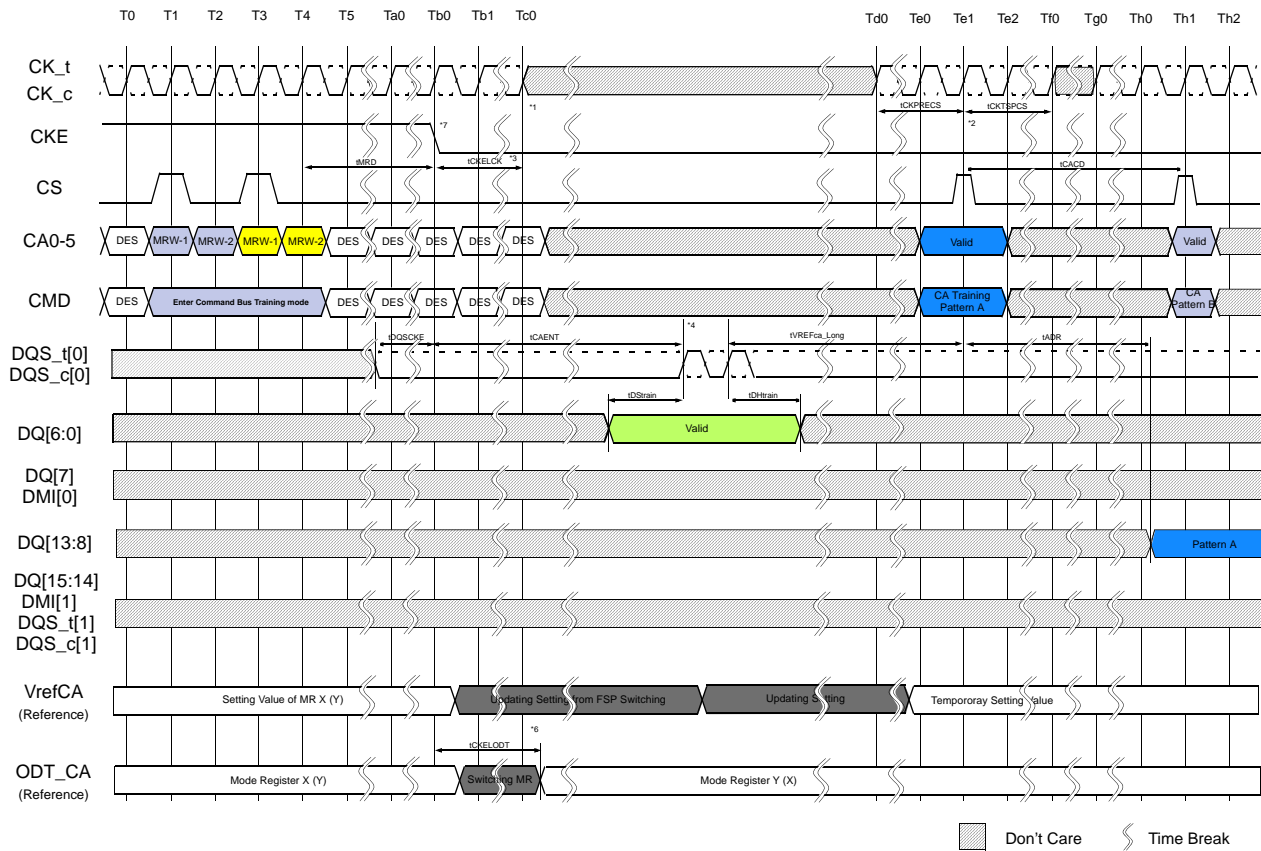 T0 T1 T2 T3 T4 T5 Ta0 Tb0 Tb1 Tc0 Td0 Te0 Te1 Te2 Tf0 Tg0 Th0 Th1 Th2
CK_t
CK_c
*1
tCKPRECS tCKTSPCS
CKE
*7
*2
tMRD tCKELCK *3
tCACD
CS
CA0-5
DES MRW-1 MRW-2 MRW-1 MRW-2 DES DES DES DES DES Valid Valid
CMD
DES Enter Command Bus Training mode DES DES DES DES DES CA Training Pattern A CA Pattern B
*4
tDQSCKE tCAENT tVREFca_Long tADR
DQS_t[0]
DQS_c[0]
tDStrain tDHtrain
DQ[6:0]
Valid
DQ[7]
DMI[0]
DQ[13:8]
Pattern A
DQ[15:14]
DMI[1]
DQS_t[1]
DQS_c[1]
VrefCA
(Reference)
Setting Value of MR X (Y) Updating Setting from FSP Switching Updating Setting Tempororay Setting Value
*6
tCKELODT
ODT_CA
(Reference)
Mode Register X (Y) Switching MR Mode Register Y (X)
Don't Care Time Break